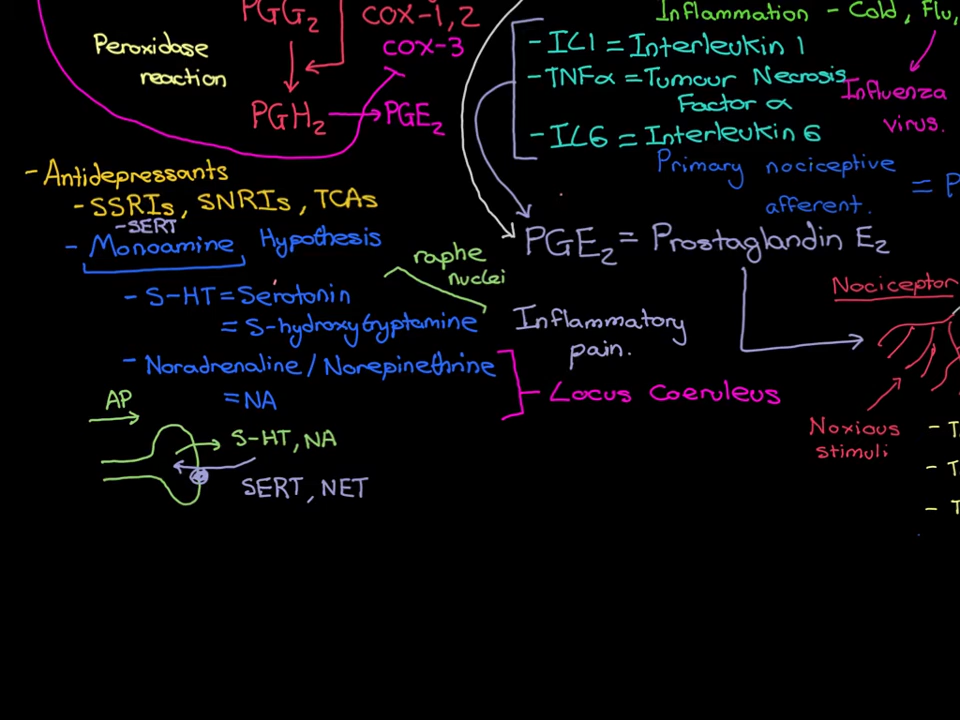 PGG2
COX-1,2
COX-3
Peroxidase
reaction
PGH2
PGE2
Inflammation - Cold, Flu,
- IL1 = Interleukin 1
- TNFα = Tumour Necrosis
Factor α
- IL6 = Interleukin 6
Influenza
virus.
Primary nociceptive
afferent.
= P
- Antidepressants
- SSRIs, SNRIs, TCAs
- SERT
- Monoamine Hypothesis
- 5-HT = Serotonin
= 5-hydroxytryptamine
- Noradrenaline / Norepinethrine
= NA
raphe
nuclei
PGE2 = Prostaglandin E2
Inflammatory
pain.
Locus Coeruleus
Nociceptor
Noxious
stimuli
- T
- T
- T
AP
5-HT, NA
SERT, NET